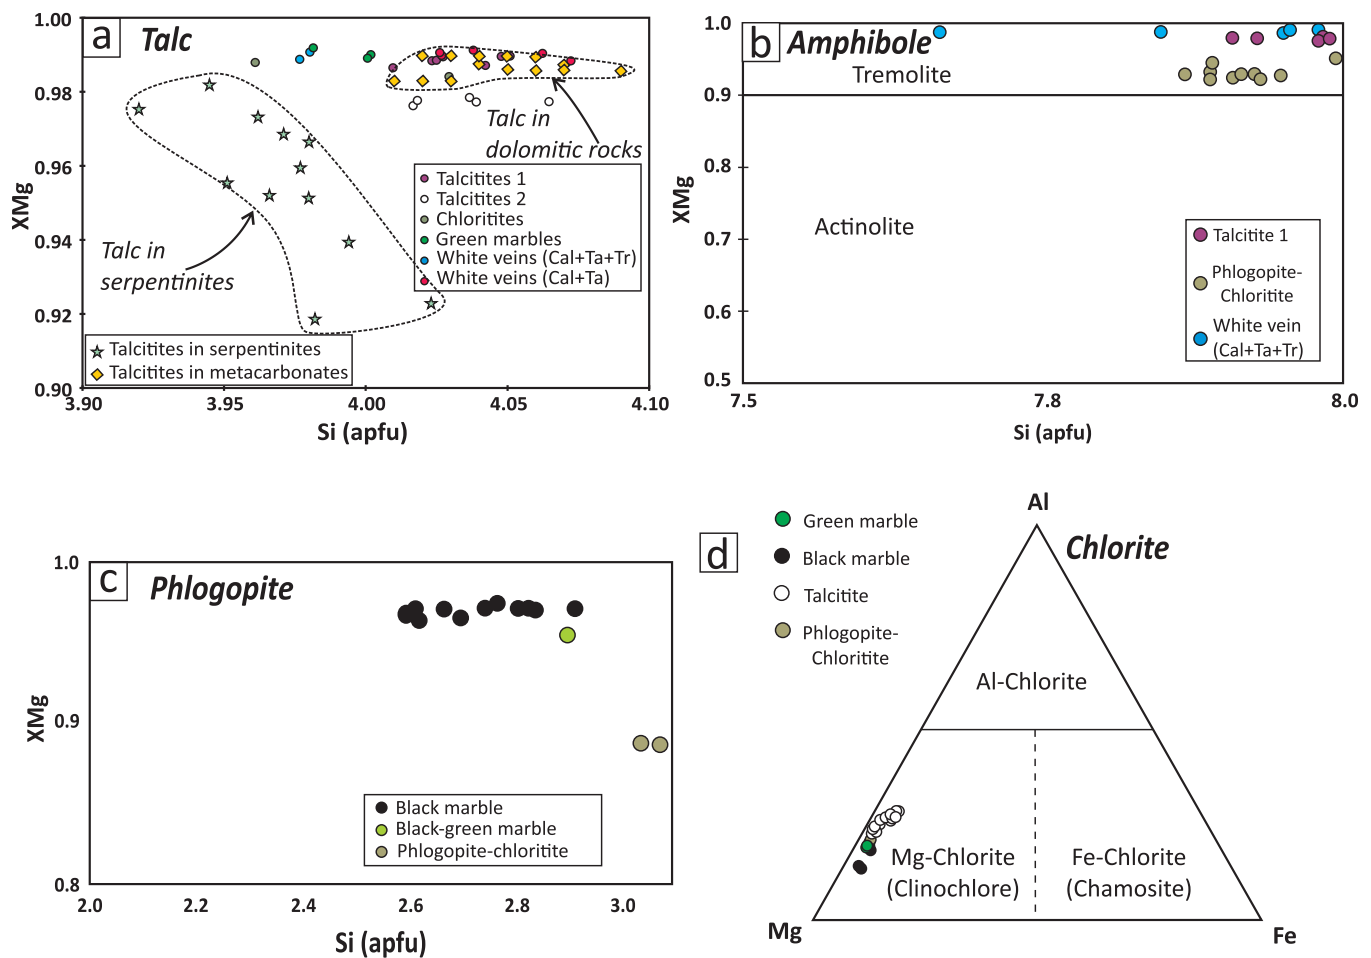 a
Talc
1.00
0.98
0.96
0.94
0.92
0.90
XMg
3.90
3.95
4.00
4.05
4.10
Si (apfu)
Talc in
dolomitic rocks
Talc in
serpentinites
Talcitites 1
Talcitites 2
Chloritites
Green marbles
White veins (Cal+Ta+Tr)
White veins (Cal+Ta)
Talcitites in serpentinites
Talcitites in metacarbonates
b
Amphibole
Tremolite
Actinolite
1.0
0.9
0.8
0.7
0.6
0.5
XMg
7.5
7.8
8.0
Si (apfu)
Talcitite 1
Phlogopite-
Chloritite
White vein
(Cal+Ta+Tr)
c
Phlogopite
1.0
0.9
0.8
XMg
2.0
2.2
2.4
2.6
2.8
3.0
Si (apfu)
Black marble
Black-green marble
Phlogopite-chloritite
d
Chlorite
Green marble
Black marble
Talcitite
Phlogopite-
Chloritite
Al
Al-Chlorite
Mg-Chlorite
(Clinochlore)
Fe-Chlorite
(Chamosite)
Mg
Fe